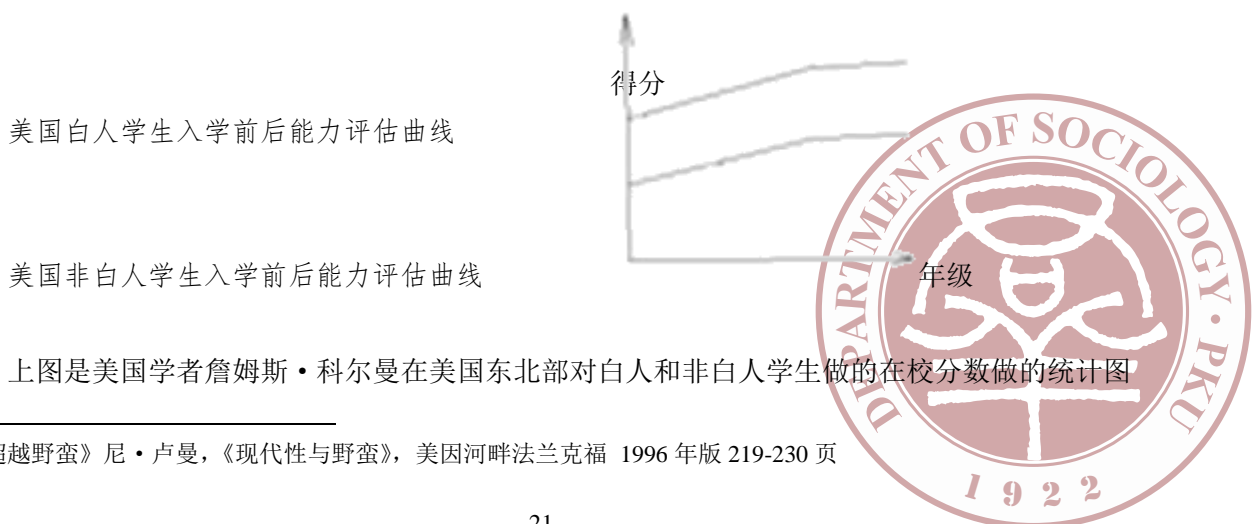 得分
美国白人学生入学前后能力评估曲线
美国非白人学生入学前后能力评估曲线
年级
上图是美国学者詹姆斯·科尔曼在美国东北部对白人和非白人学生做的在校分数做的统计图
超越野蛮》尼·卢曼，《现代性与野蛮》，美因河畔法兰克福 1996 年版 219-230 页
21
DEPARTMENT OF SOCIOLOGY · PKU
1922